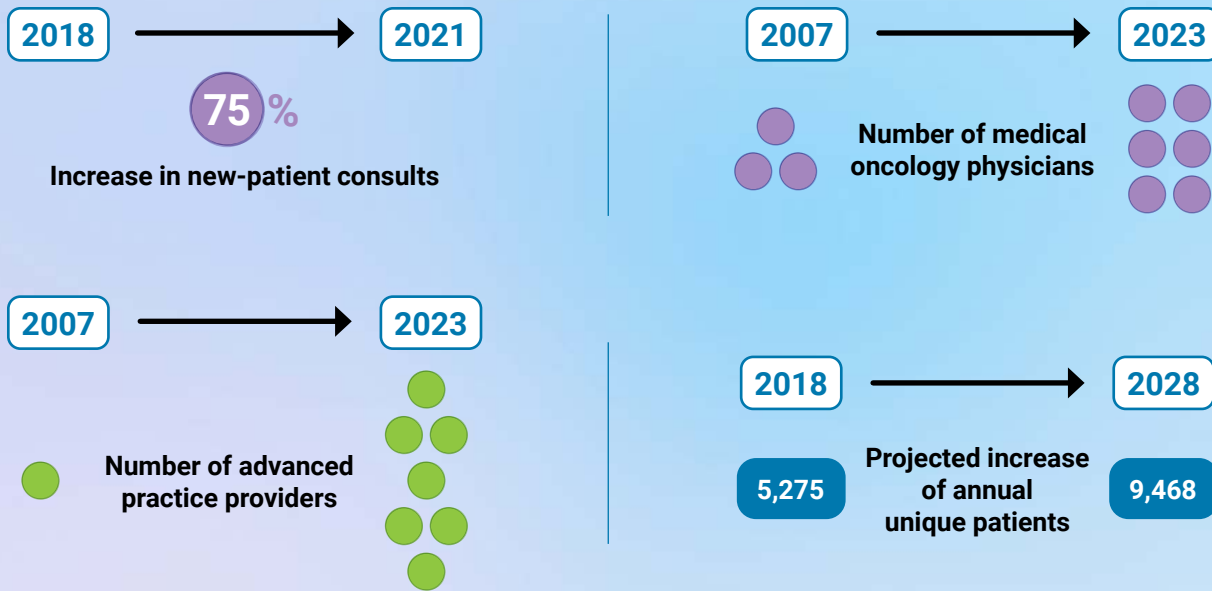 2018
2021
75 %
Increase in new-patient consults
2007
2023
Number of medical
oncology physicians
2007
2023
Number of advanced
practice providers
2018
2028
5,275
Projected increase
of annual
unique patients
9,468